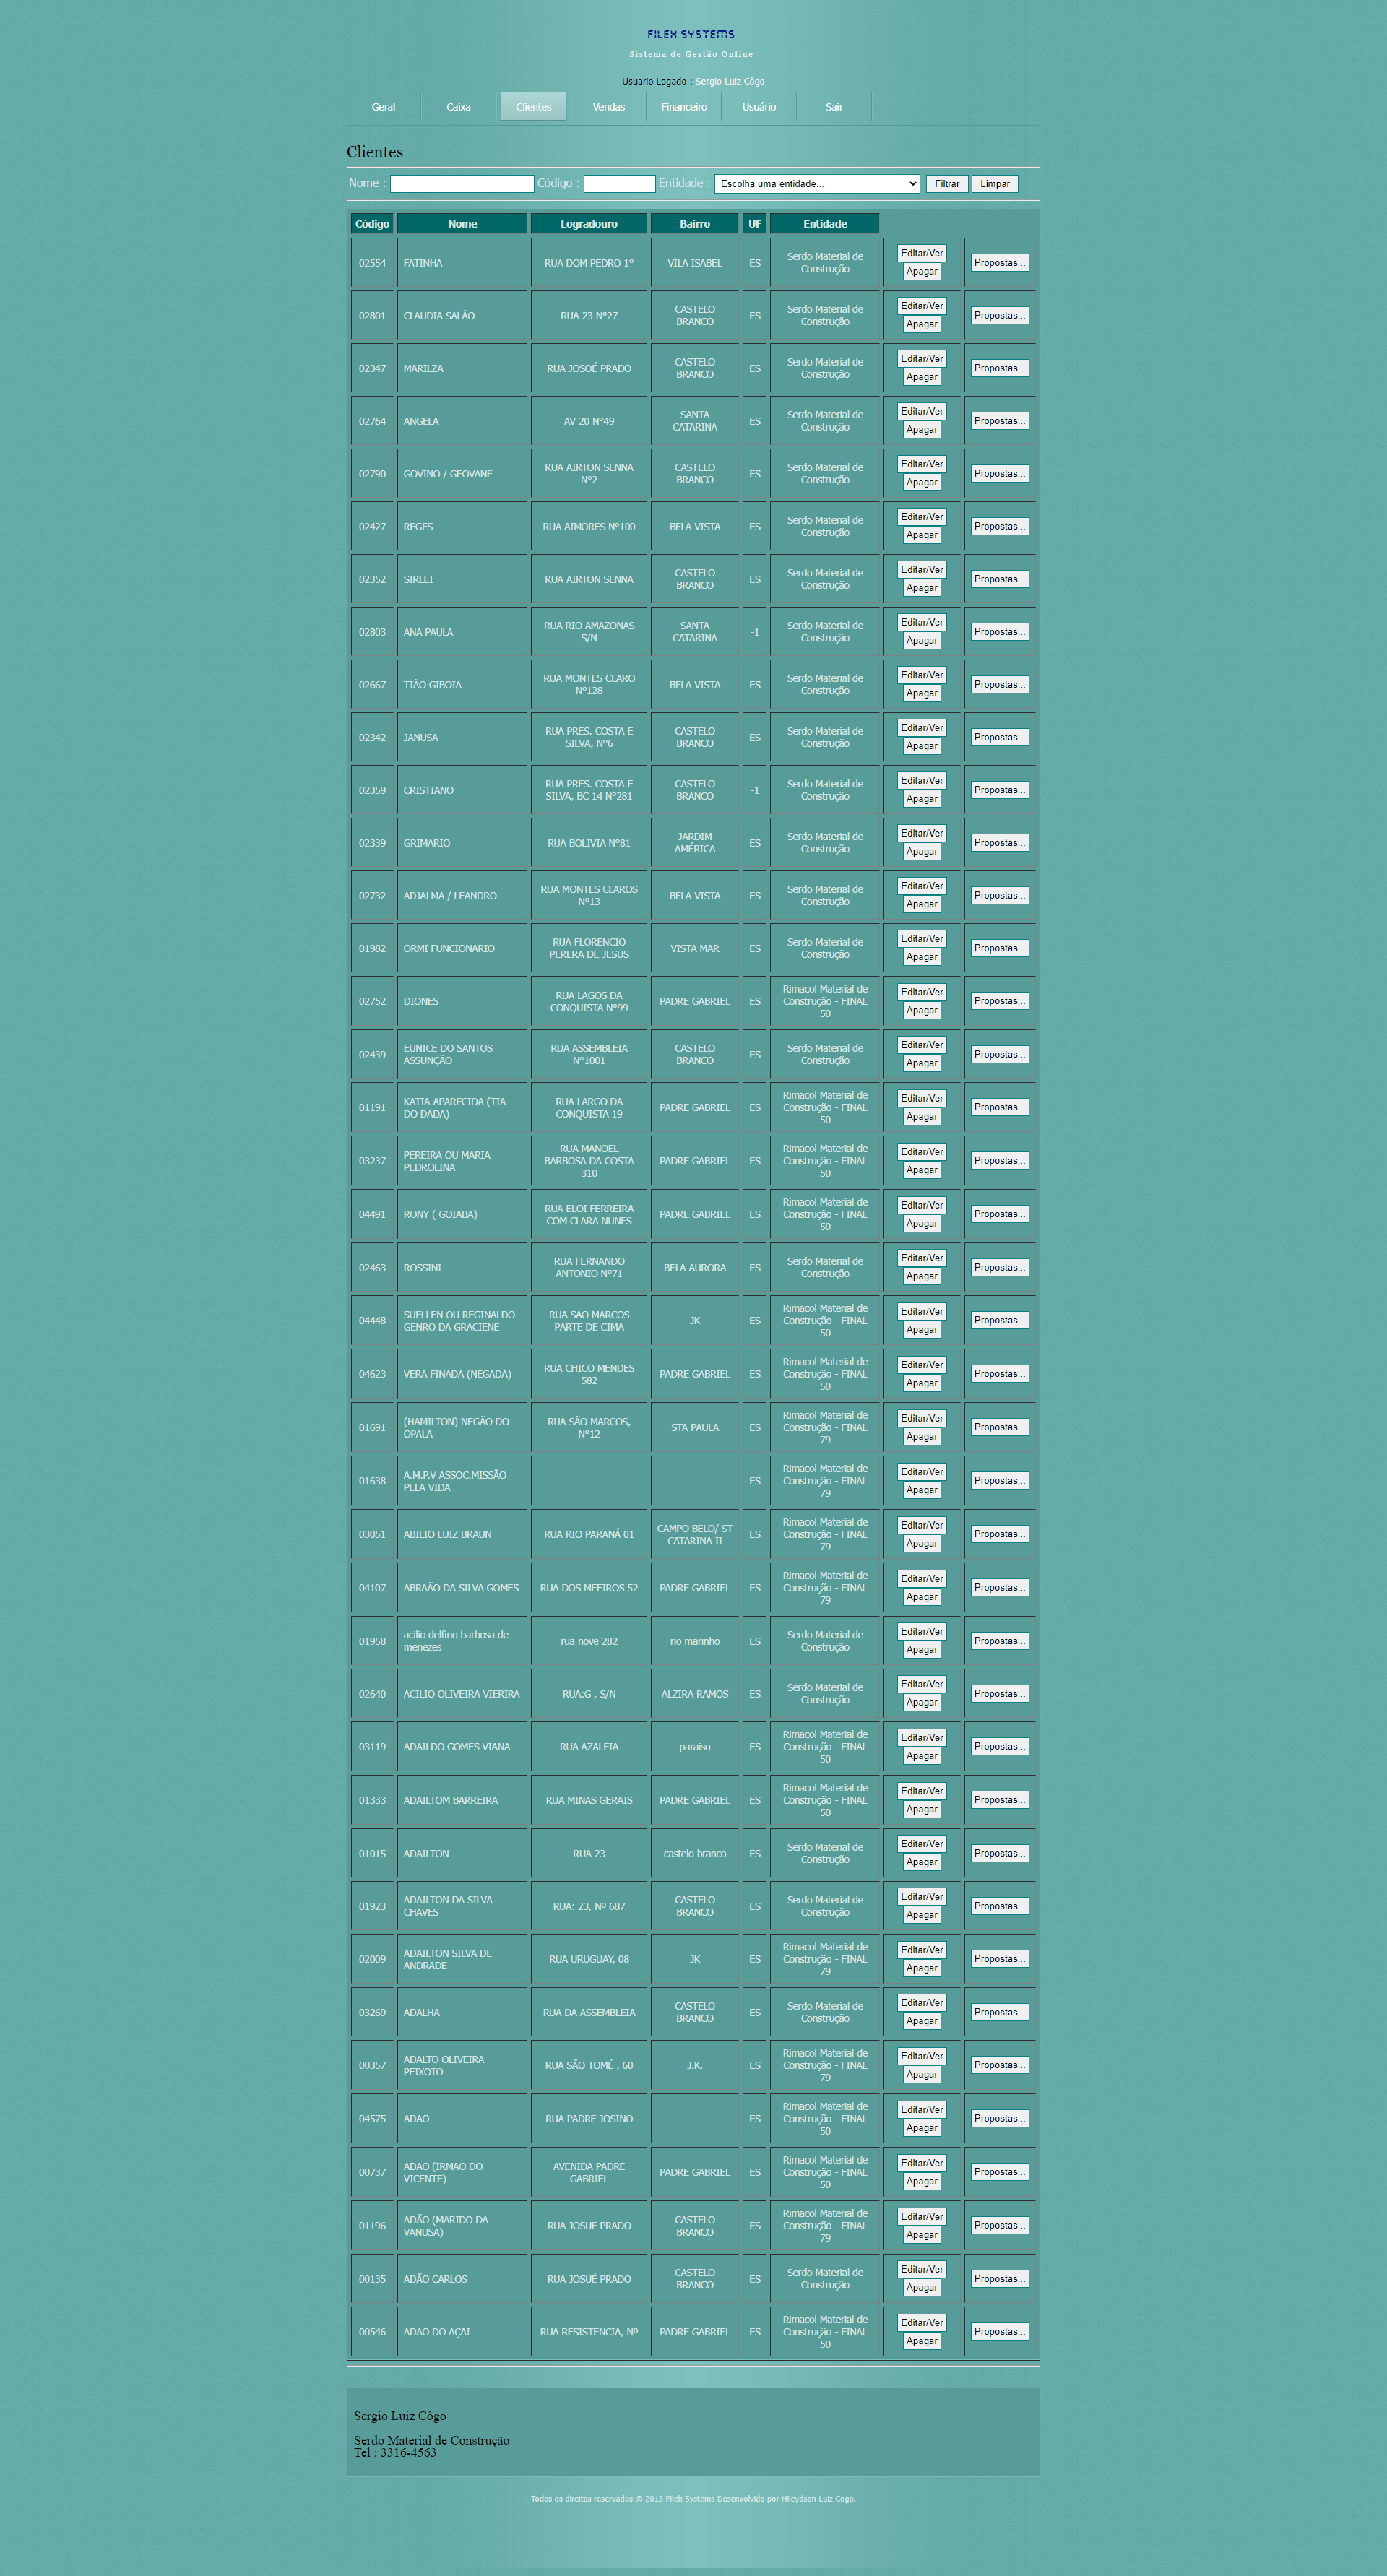 FILEH SYSTEMS
Sistema de Gestão Online
Usuario Logado : Sergio Luiz Côgo
Geral Caixa Clientes Vendas Financeiro Usuário Sair
Clientes
Nome : Código : Entidade : Escolha uma entidade... Filtrar Limpar
Código Nome Logradouro Bairro UF Entidade
02554 FATINHA RUA DOM PEDRO 1º VILA ISABEL ES Serdo Material de Construção Editar/Ver Apagar Propostas...
02801 CLAUDIA SALÃO RUA 23 Nº27 CASTELO BRANCO ES Serdo Material de Construção Editar/Ver Apagar Propostas...
02347 MARILZA RUA JOSOÉ PRADO CASTELO BRANCO ES Serdo Material de Construção Editar/Ver Apagar Propostas...
02764 ANGELA AV 20 Nº49 SANTA CATARINA ES Serdo Material de Construção Editar/Ver Apagar Propostas...
02790 GOVINO / GEOVANE RUA AIRTON SENNA Nº2 CASTELO BRANCO ES Serdo Material de Construção Editar/Ver Apagar Propostas...
02427 REGES RUA AIMORES Nº100 BELA VISTA ES Serdo Material de Construção Editar/Ver Apagar Propostas...
02352 SIRLEI RUA AIRTON SENNA CASTELO BRANCO ES Serdo Material de Construção Editar/Ver Apagar Propostas...
02803 ANA PAULA RUA RIO AMAZONAS S/N SANTA CATARINA -1 Serdo Material de Construção Editar/Ver Apagar Propostas...
02667 TIÃO GIBOIA RUA MONTES CLARO Nº128 BELA VISTA ES Serdo Material de Construção Editar/Ver Apagar Propostas...
02342 JANUSA RUA PRES. COSTA E SILVA, Nº6 CASTELO BRANCO ES Serdo Material de Construção Editar/Ver Apagar Propostas...
02359 CRISTIANO RUA PRES. COSTA E SILVA, BC 14 Nº281 CASTELO BRANCO -1 Serdo Material de Construção Editar/Ver Apagar Propostas...
02339 GRIMARIO RUA BOLIVIA Nº81 JARDIM AMÉRICA ES Serdo Material de Construção Editar/Ver Apagar Propostas...
02732 ADJALMA / LEANDRO RUA MONTES CLAROS Nº13 BELA VISTA ES Serdo Material de Construção Editar/Ver Apagar Propostas...
01982 ORMI FUNCIONARIO RUA FLORENCIO PERERA DE JESUS VISTA MAR ES Serdo Material de Construção Editar/Ver Apagar Propostas...
02752 DIONES RUA LAGOS DA CONQUISTA Nº99 PADRE GABRIEL ES Rimacol Material de Construção - FINAL 50 Editar/Ver Apagar Propostas...
02439 EUNICE DO SANTOS ASSUNÇÃO RUA ASSEMBLEIA Nº1001 CASTELO BRANCO ES Serdo Material de Construção Editar/Ver Apagar Propostas...
01191 KATIA APARECIDA (TIA DO DADA) RUA LARGO DA CONQUISTA 19 PADRE GABRIEL ES Rimacol Material de Construção - FINAL 50 Editar/Ver Apagar Propostas...
03237 PEREIRA OU MARIA PEDROLINA RUA MANOEL BARBOSA DA COSTA 310 PADRE GABRIEL ES Rimacol Material de Construção - FINAL 50 Editar/Ver Apagar Propostas...
04491 RONY ( GOIABA) RUA ELOI FERREIRA COM CLARA NUNES PADRE GABRIEL ES Rimacol Material de Construção - FINAL 50 Editar/Ver Apagar Propostas...
02463 ROSSINI RUA FERNANDO ANTONIO Nº71 BELA AURORA ES Serdo Material de Construção Editar/Ver Apagar Propostas...
04448 SUELLEN OU REGINALDO GENRO DA GRACIENE RUA SAO MARCOS PARTE DE CIMA JK ES Rimacol Material de Construção - FINAL 50 Editar/Ver Apagar Propostas...
04623 VERA FINADA (NEGADA) RUA CHICO MENDES 582 PADRE GABRIEL ES Rimacol Material de Construção - FINAL 50 Editar/Ver Apagar Propostas...
01691 (HAMILTON) NEGÃO DO OPALA RUA SÃO MARCOS, Nº12 STA PAULA ES Rimacol Material de Construção - FINAL 79 Editar/Ver Apagar Propostas...
01638 A.M.P.V ASSOC.MISSÃO PELA VIDA ES Rimacol Material de Construção - FINAL 79 Editar/Ver Apagar Propostas...
03051 ABILIO LUIZ BRAUN RUA RIO PARANÁ 01 CAMPO BELO/ ST CATARINA II ES Rimacol Material de Construção - FINAL 79 Editar/Ver Apagar Propostas...
04107 ABRAÃO DA SILVA GOMES RUA DOS MEEIROS 52 PADRE GABRIEL ES Rimacol Material de Construção - FINAL 79 Editar/Ver Apagar Propostas...
01958 acilio delfino barbosa de menezes rua nove 282 rio marinho ES Serdo Material de Construção Editar/Ver Apagar Propostas...
02640 ACILIO OLIVEIRA VIERIRA RUA:G , S/N ALZIRA RAMOS ES Serdo Material de Construção Editar/Ver Apagar Propostas...
03119 ADAILDO GOMES VIANA RUA AZALEIA paraiso ES Rimacol Material de Construção - FINAL 50 Editar/Ver Apagar Propostas...
01333 ADAILTOM BARREIRA RUA MINAS GERAIS PADRE GABRIEL ES Rimacol Material de Construção - FINAL 50 Editar/Ver Apagar Propostas...
01015 ADAILTON RUA 23 castelo branco ES Serdo Material de Construção Editar/Ver Apagar Propostas...
01923 ADAILTON DA SILVA CHAVES RUA: 23, Nº 687 CASTELO BRANCO ES Serdo Material de Construção Editar/Ver Apagar Propostas...
02009 ADAILTON SILVA DE ANDRADE RUA URUGUAY, 08 JK ES Rimacol Material de Construção - FINAL 79 Editar/Ver Apagar Propostas...
03269 ADALHA RUA DA ASSEMBLEIA CASTELO BRANCO ES Serdo Material de Construção Editar/Ver Apagar Propostas...
00357 ADALTO OLIVEIRA PEIXOTO RUA SÃO TOMÉ , 60 J.K. ES Rimacol Material de Construção - FINAL 79 Editar/Ver Apagar Propostas...
04575 ADAO RUA PADRE JOSINO ES Rimacol Material de Construção - FINAL 50 Editar/Ver Apagar Propostas...
00737 ADAO (IRMAO DO VICENTE) AVENIDA PADRE GABRIEL PADRE GABRIEL ES Rimacol Material de Construção - FINAL 50 Editar/Ver Apagar Propostas...
01196 ADÃO (MARIDO DA VANUSA) RUA JOSUE PRADO CASTELO BRANCO ES Rimacol Material de Construção - FINAL 79 Editar/Ver Apagar Propostas...
00135 ADÃO CARLOS RUA JOSUÉ PRADO CASTELO BRANCO ES Serdo Material de Construção Editar/Ver Apagar Propostas...
00546 ADAO DO AÇAI RUA RESISTENCIA, Nº PADRE GABRIEL ES Rimacol Material de Construção - FINAL 50 Editar/Ver Apagar Propostas...
Sergio Luiz Côgo
Serdo Material de Construção
Tel : 3316-4563
Todos os direitos reservados © 2013 Fileh Systems Desenvolvido por Hileydson Luiz Cogo.